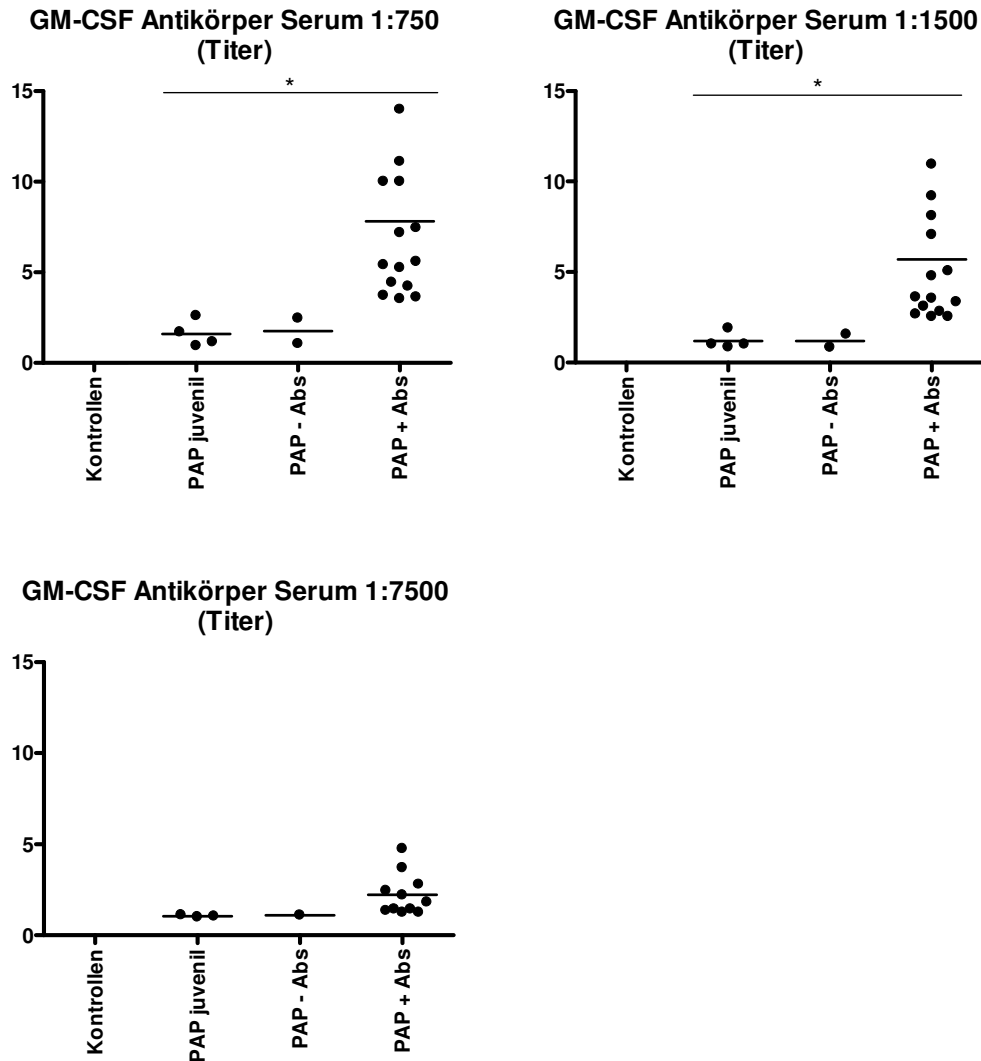 GM-CSF Antikörper Serum 1:750
(Titer)
*
15
10
5
0
Kontrollen
PAP juvenil
PAP - Abs
PAP + Abs
GM-CSF Antikörper Serum 1:1500
(Titer)
*
15
10
5
0
Kontrollen
PAP juvenil
PAP - Abs
PAP + Abs
GM-CSF Antikörper Serum 1:7500
(Titer)
15
10
5
0
Kontrollen
PAP juvenil
PAP - Abs
PAP + Abs